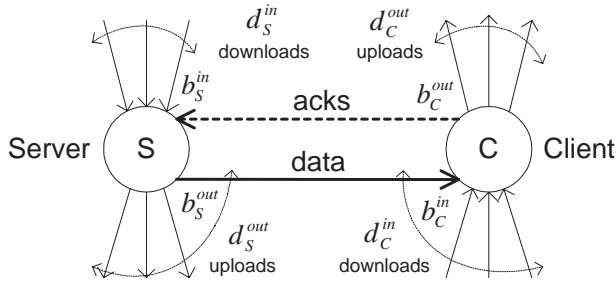 d_S^{in} downloads
d_C^{out} uploads
b_S^{in}
b_C^{out}
acks
Server
S
C
Client
data
b_S^{out}
b_C^{in}
d_S^{out} uploads
d_C^{in} downloads